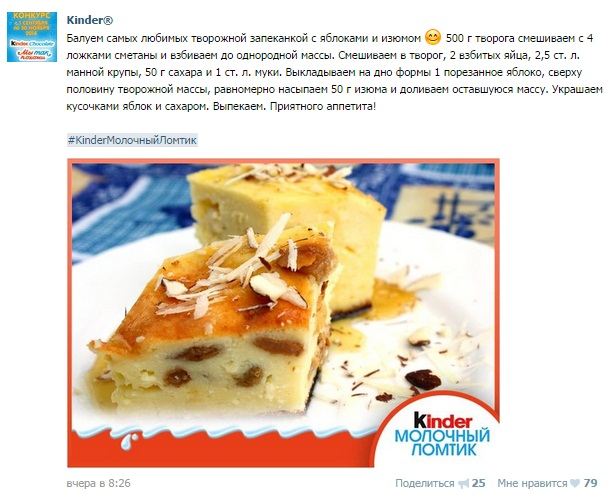 КОНКУРС
Kinder Chocolate
Kinder®
Балуем самых любимых творожной запеканкой с яблоками и изюмом 😊 500 г творога смешиваем с 4
ложками сметаны и взбиваем до однородной массы. Смешиваем в творог, 2 взбитых яйца, 2,5 ст. л.
манной крупы, 50 г сахара и 1 ст. л. муки. Выкладываем на дно формы 1 порезанное яблоко, сверху
половину творожной массы, равномерно насыпаем 50 г изюма и доливаем оставшуюся массу. Украшаем
кусочками яблок и сахаром. Выпекаем. Приятного аппетита!
#KinderМолочныйЛомтик
Kinder
МОЛОЧНЫЙ
ЛОМТИК
вчера в 8:26
Поделиться 25 Мне нравится 79